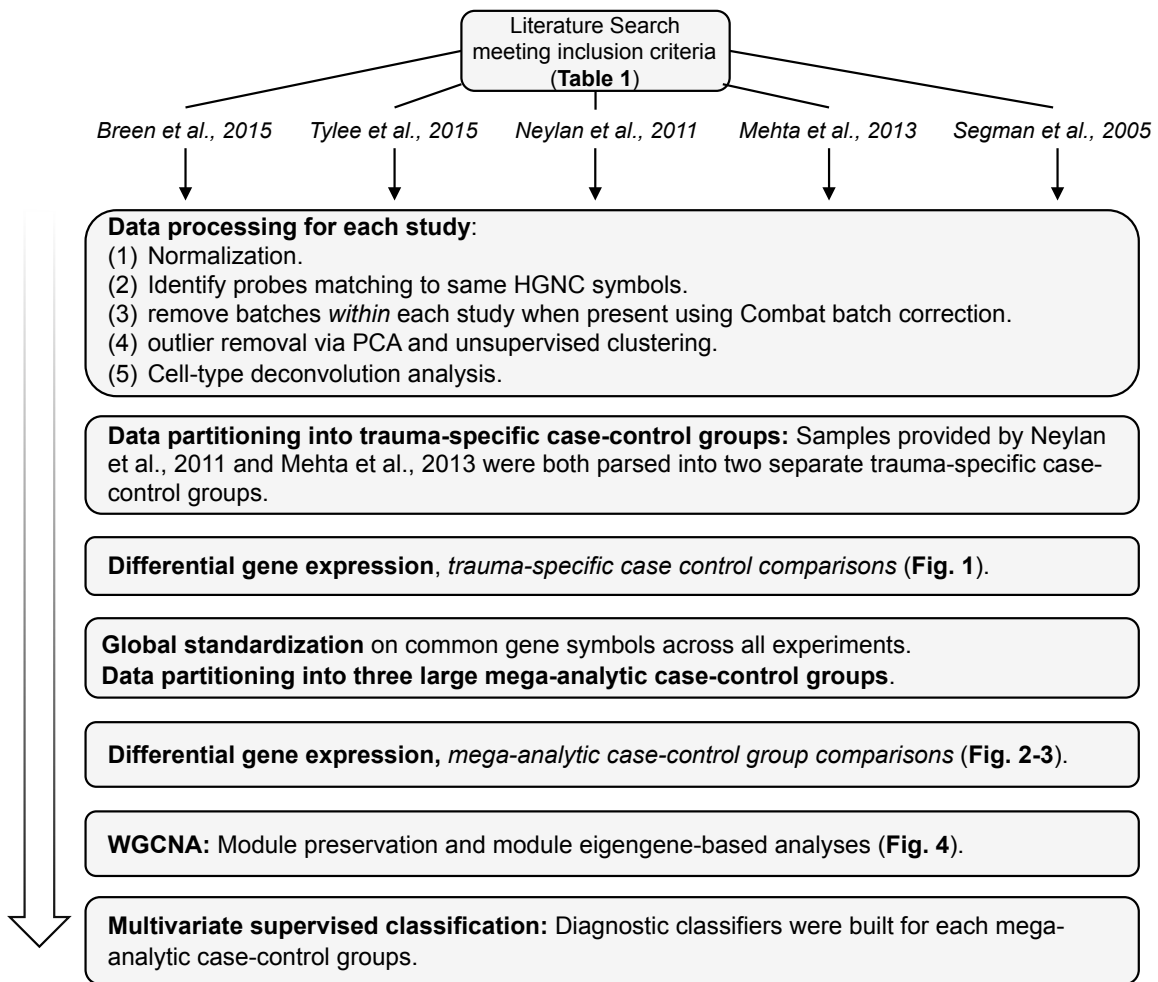 Literature Search
meeting inclusion criteria
(Table 1)
Breen et al., 2015 Tylee et al., 2015 Neylan et al., 2011 Mehta et al., 2013 Segman et al., 2005
Data processing for each study:
(1) Normalization.
(2) Identify probes matching to same HGNC symbols.
(3) remove batches within each study when present using Combat batch correction.
(4) outlier removal via PCA and unsupervised clustering.
(5) Cell-type deconvolution analysis.
Data partitioning into trauma-specific case-control groups: Samples provided by Neylan
et al., 2011 and Mehta et al., 2013 were both parsed into two separate trauma-specific case-
control groups.
Differential gene expression, trauma-specific case control comparisons (Fig. 1).
Global standardization on common gene symbols across all experiments.
Data partitioning into three large mega-analytic case-control groups.
Differential gene expression, mega-analytic case-control group comparisons (Fig. 2-3).
WGCNA: Module preservation and module eigengene-based analyses (Fig. 4).
Multivariate supervised classification: Diagnostic classifiers were built for each mega-
analytic case-control groups.